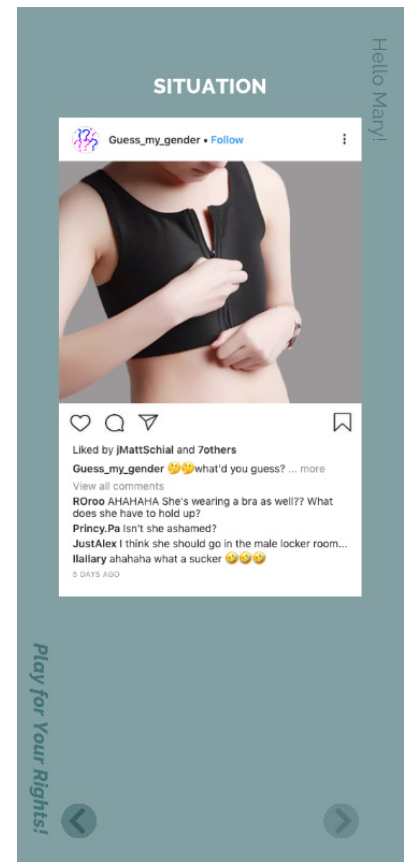 Hello Mary!
SITUATION
Guess_my_gender • Follow
Liked by jMattSchial and 7others
Guess_my_gender 🤔🤔what'd you guess? ... more
View all comments
ROroo AHAHAHA She's wearing a bra as well?? What
does she have to hold up?
Princy.Pa Isn't she ashamed?
JustAlex I think she should go in the male locker room...
Ilallary ahahaha what a sucker 🤣🤣🤣
5 DAYS AGO
Play for Your Rights!